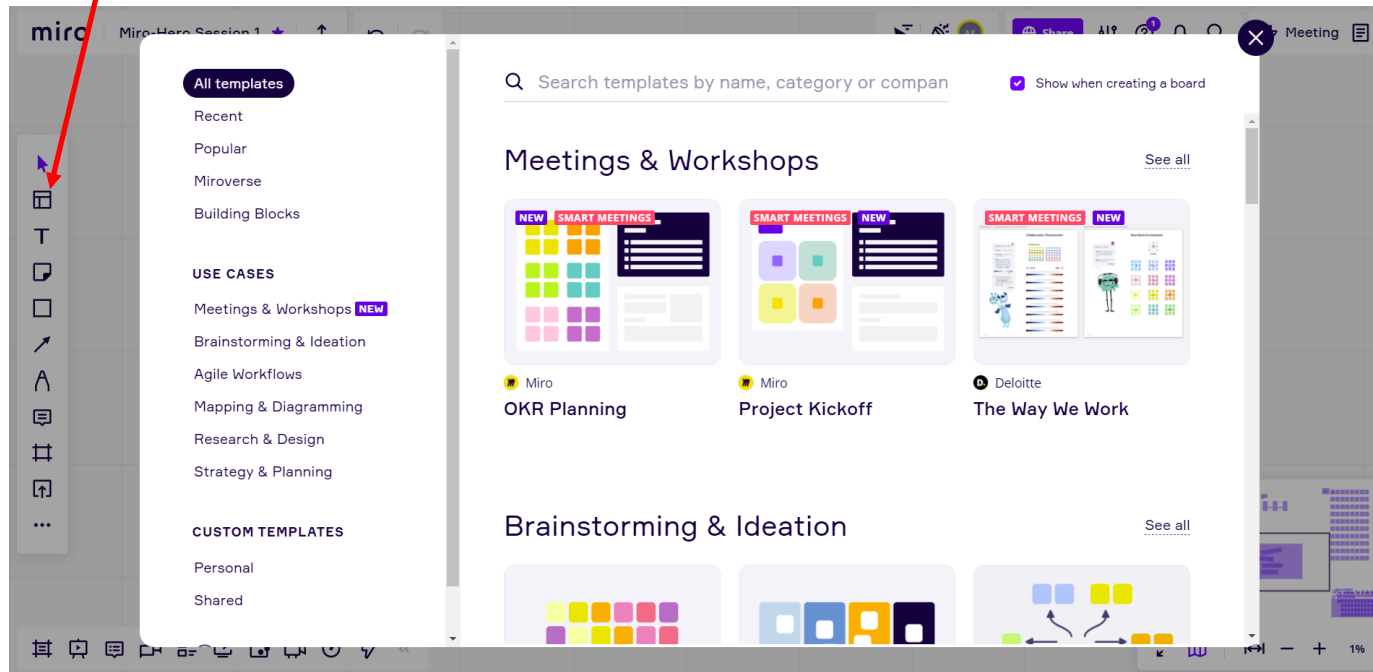 miro
Miro-Hero Session 1
Share
1
Meeting
All templates
Recent
Popular
Miroverse
Building Blocks
USE CASES
Meetings & Workshops NEW
Brainstorming & Ideation
Agile Workflows
Mapping & Diagramming
Research & Design
Strategy & Planning
CUSTOM TEMPLATES
Personal
Shared
Search templates by name, category or compan
Show when creating a board
Meetings & Workshops
See all
NEW SMART MEETINGS
SMART MEETINGS NEW
SMART MEETINGS NEW
Miro
OKR Planning
Miro
Project Kickoff
D. Deloitte
The Way We Work
Brainstorming & Ideation
See all
T
1%